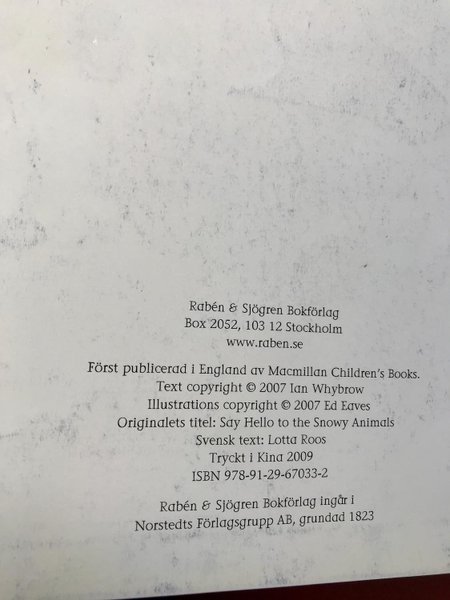 Rabén & Sjögren Bokförlag
Box 2052, 103 12 Stockholm
www.raben.se
Först publicerad i England av Macmillan Children's Books.
Text copyright © 2007 Ian Whybrow
Illustrations copyright © 2007 Ed Eaves
Originalets titel: Say Hello to the Snowy Animals
Svensk text: Lotta Roos
Tryckt i Kina 2009
ISBN 978-91-29-67033-2
Rabén & Sjögren Bokförlag ingår i
Norstedts Förlagsgrupp AB, grundad 1823